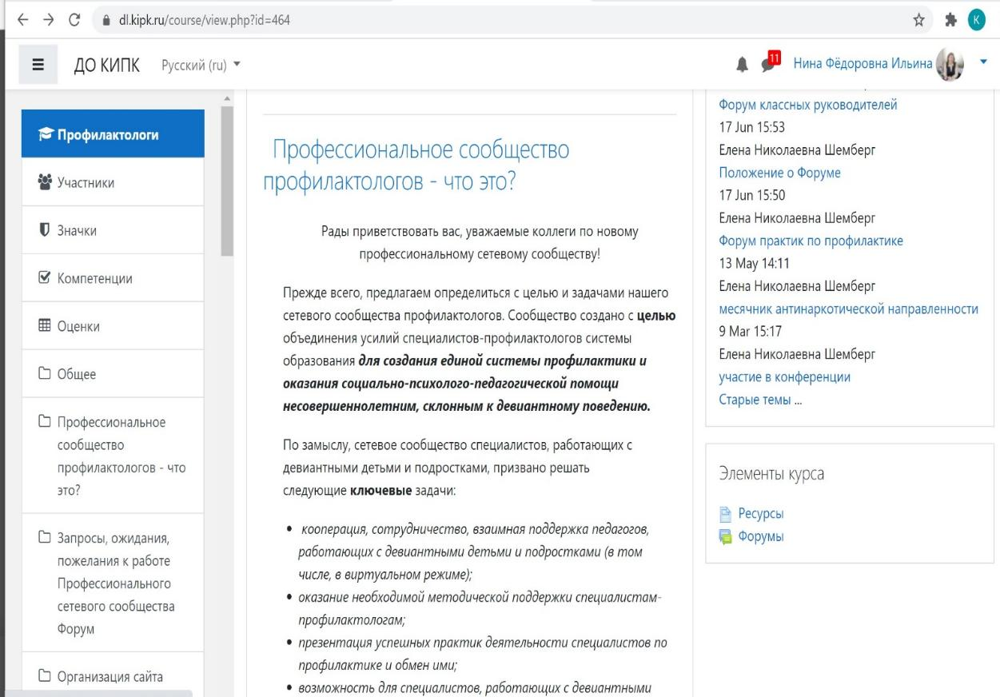 dl.kipk.ru/course/view.php?id=464
К
ДО КИПК
Русский (ru)
11
Нина Фёдоровна Ильина
Профилактологи
Участники
Значки
Компетенции
Оценки
Общее
Профессиональное
сообщество
профилактологов - что
это?
Запросы, ожидания,
пожелания к работе
Профессионального
сетевого сообщества
Форум
Организация сайта
Профессиональное сообщество
профилактологов - что это?
Рады приветствовать вас, уважаемые коллеги по новому
профессиональному сетевому сообществу!
Прежде всего, предлагаем определиться с целью и задачами нашего
сетевого сообщества профилактологов. Сообщество создано с целью
объединения усилий специалистов-профилактологов системы
образования для создания единой системы профилактики и
оказания социально-психолого-педагогической помощи
несовершеннолетним, склонным к девиантному поведению.
По замыслу, сетевое сообщество специалистов, работающих с
девиантными детьми и подростками, призвано решать
следующие ключевые задачи:
• кооперация, сотрудничество, взаимная поддержка педагогов,
работающих с девиантными детьми и подростками (в том
числе, в виртуальном режиме);
• оказание необходимой методической поддержки специалистам-
профилактологам;
• презентация успешных практик деятельности специалистов по
профилактике и обмен ими;
• возможность для специалистов, работающих с девиантными
Форум классных руководителей
17 Jun 15:53
Елена Николаевна Шемберг
Положение о Форуме
17 Jun 15:50
Елена Николаевна Шемберг
Форум практик по профилактике
13 May 14:11
Елена Николаевна Шемберг
месячник антинаркотической направленности
9 Mar 15:17
Елена Николаевна Шемберг
участие в конференции
Старые темы ...
Элементы курса
Ресурсы
Форумы